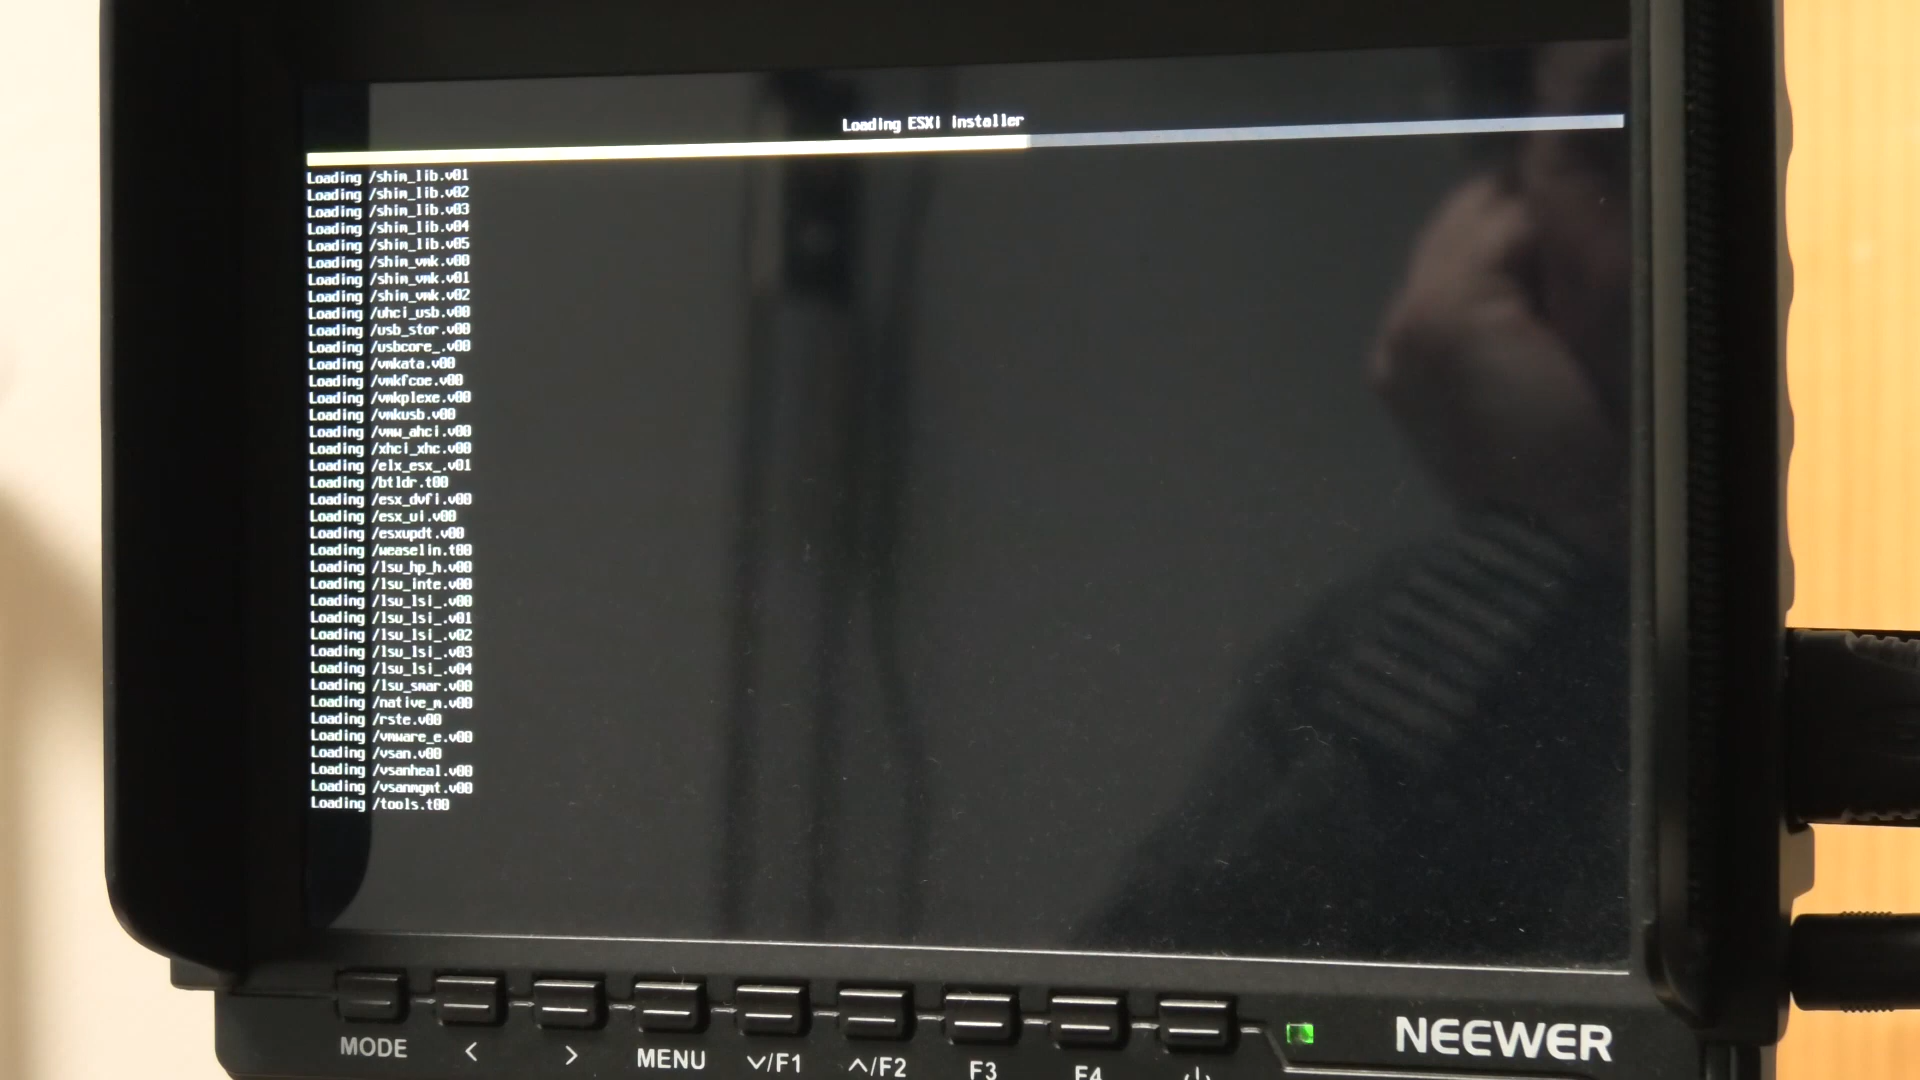 Loading ESXi installer
Loading /shim_lib.v01
Loading /shim_lib.v02
Loading /shim_lib.v03
Loading /shim_lib.v04
Loading /shim_lib.v05
Loading /shim_vmk.v00
Loading /shim_vmk.v01
Loading /shim_vmk.v02
Loading /uhci_usb.v00
Loading /usb_stor.v00
Loading /usbcore_.v00
Loading /vmkata.v00
Loading /vmkfcoe.v00
Loading /vmkplexe.v00
Loading /vmkusb.v00
Loading /vmw_ahci.v00
Loading /xhci_xhc.v00
Loading /elx_esx_.v01
Loading /btldr.t00
Loading /esx_dvfi.v00
Loading /esx_ui.v00
Loading /esxupdt.v00
Loading /weaselin.t00
Loading /lsu_hp_h.v00
Loading /lsu_inte.v00
Loading /lsu_lsi_.v00
Loading /lsu_lsi_.v01
Loading /lsu_lsi_.v02
Loading /lsu_lsi_.v03
Loading /lsu_lsi_.v04
Loading /lsu_smar.v00
Loading /native_m.v00
Loading /rste.v00
Loading /vmware_e.v00
Loading /vsan.v00
Loading /vsanheal.v00
Loading /vsanmgmt.v00
Loading /tools.t00
MODE < > MENU ∨/F1 ∧/F2 F3 F4
NEEWER